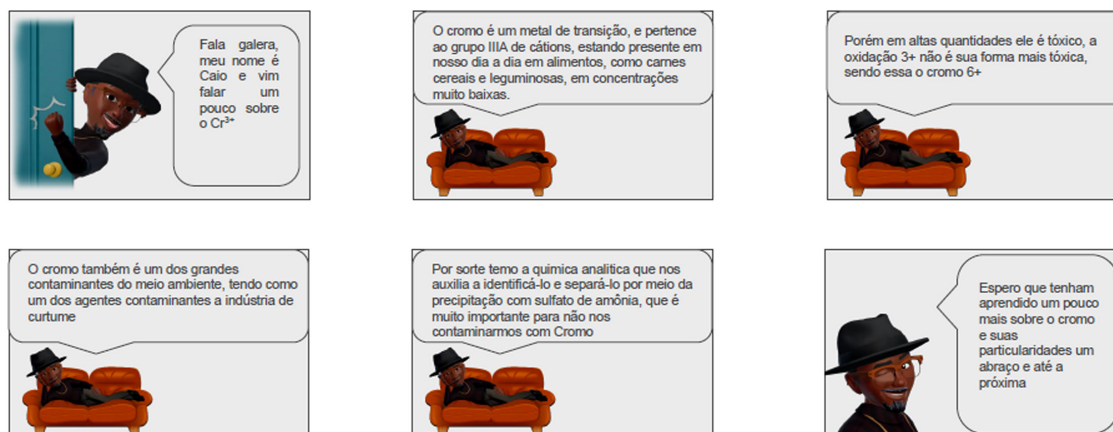 Fala galera,
meu nome é
Caio e vim
falar um
pouco sobre
o Cr³⁺
O cromo é um metal de transição, e pertence
ao grupo IIIA de cátions, estando presente em
nosso dia a dia em alimentos, como carnes
cereais e leguminosas, em concentrações
muito baixas.
Porém em altas quantidades ele é tóxico, a
oxidação 3+ não é sua forma mais tóxica,
sendo essa o cromo 6+
O cromo também é um dos grandes
contaminantes do meio ambiente, tendo como
um dos agentes contaminantes a indústria de
curtume
Por sorte temo a quimica analitica que nos
auxilia a identificá-lo e separá-lo por meio da
precipitação com sulfato de amônia, que é
muito importante para não nos
contaminarmos com Cromo
Espero que tenham
aprendido um pouco
mais sobre o cromo
e suas
particularidades um
abraço e até a
próxima